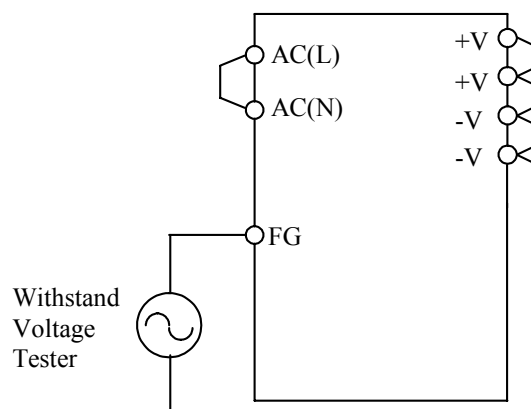 AC(L)
AC(N)
+V
+V
-V
-V
FG
Withstand
Voltage
Tester